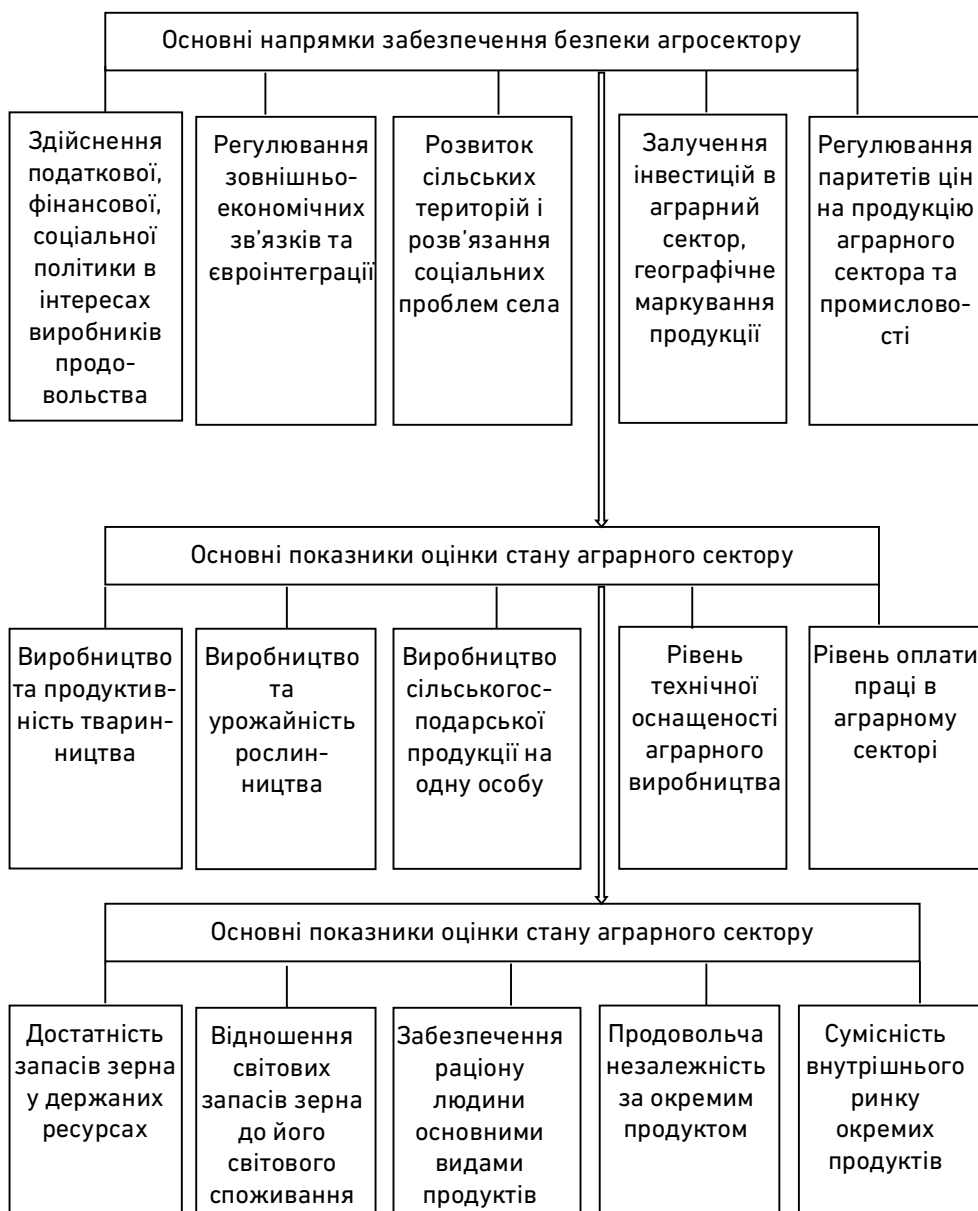 Основні напрямки забезпечення безпеки агросектору
Здійснення
податкової,
фінансової,
соціальної
політики в
інтересах
виробників
продо-
вольства
Регулювання
зовнішньо-
економічних
зв'язків та
євроінтеграції
Розвиток
сільських
територій і
розв'язання
соціальних
проблем села
Залучення
інвестицій в
аграрний
сектор,
географічне
маркування
продукції
Регулювання
паритетів цін
на продукцію
аграрного
сектора та
промислово-
сті
Основні показники оцінки стану аграрного сектору
Виробництво
та продуктив-
ність тварин-
ництва
Виробництво
та
урожайність
рослин-
ництва
Виробництво
сільськогос-
подарської
продукції на
одну особу
Рівень
технічної
оснащеності
аграрного
виробництва
Рівень оплати
праці в
аграрному
секторі
Основні показники оцінки стану аграрного сектору
Достатність
запасів зерна
у держаних
ресурсах
Відношення
світових
запасів зерна
до його
світового
споживання
Забезпечення
раціону
людини
основними
видами
продуктів
Продовольча
незалежність
за окремим
продуктом
Сумісність
внутрішнього
ринку
окремих
продуктів